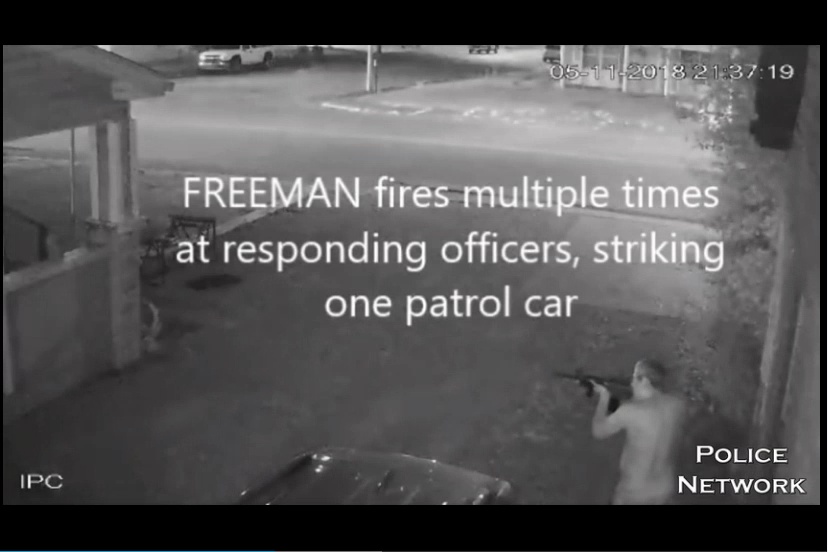 05-11-2018 21:37:19
FREEMAN fires multiple times
at responding officers, striking
one patrol car
IPC
POLICE
NETWORK